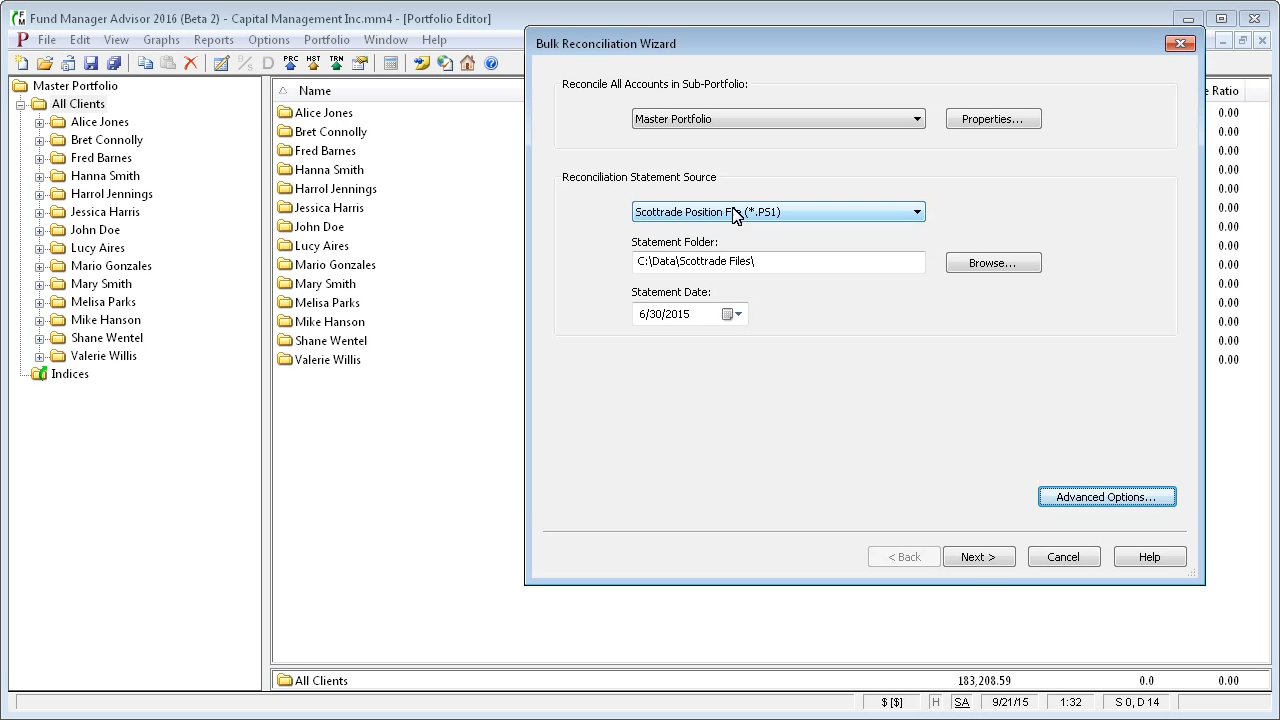 Fund Manager Advisor 2016 (Beta 2) - Capital Management Inc.mm4 - [Portfolio Editor]
P File Edit View Graphs Reports Options Portfolio Window Help
PRC HST TRN
Master Portfolio
All Clients
Alice Jones
Bret Connolly
Fred Barnes
Hanna Smith
Harrol Jennings
Jessica Harris
John Doe
Lucy Aires
Mario Gonzales
Mary Smith
Melisa Parks
Mike Hanson
Shane Wentel
Valerie Willis
Indices
Name
Alice Jones
Bret Connolly
Fred Barnes
Hanna Smith
Harrol Jennings
Jessica Harris
John Doe
Lucy Aires
Mario Gonzales
Mary Smith
Melisa Parks
Mike Hanson
Shane Wentel
Valerie Willis
Bulk Reconciliation Wizard
Reconcile All Accounts in Sub-Portfolio:
Master Portfolio Properties...
Reconciliation Statement Source
Scottrade Position (*.PS1)
Statement Folder:
C:\Data\Scottrade Files\ Browse...
Statement Date:
6/30/2015
Advanced Options...
< Back Next > Cancel Help
Ratio
0.00
0.00
0.00
0.00
0.00
0.00
0.00
0.00
0.00
0.00
0.00
0.00
0.00
0.00
All Clients 183,208.59 0.0 0.00
$ [$] H SA 9/21/15 1:32 S 0, D 14